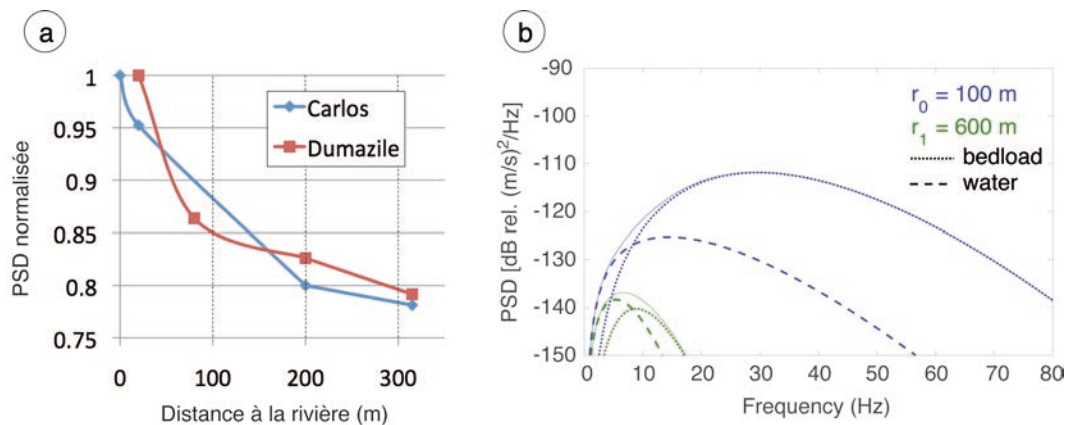 a
PSD normalisée
1
0.95
0.9
0.85
0.8
0.75
0
100
200
300
Distance à la rivière (m)
Carlos
Dumazile
b
PSD [dB rel. (m/s)²/Hz]
-90
-100
-110
-120
-130
-140
-150
0
10
20
30
40
50
60
70
80
Frequency (Hz)
r₀ = 100 m
r₁ = 600 m
bedload
water